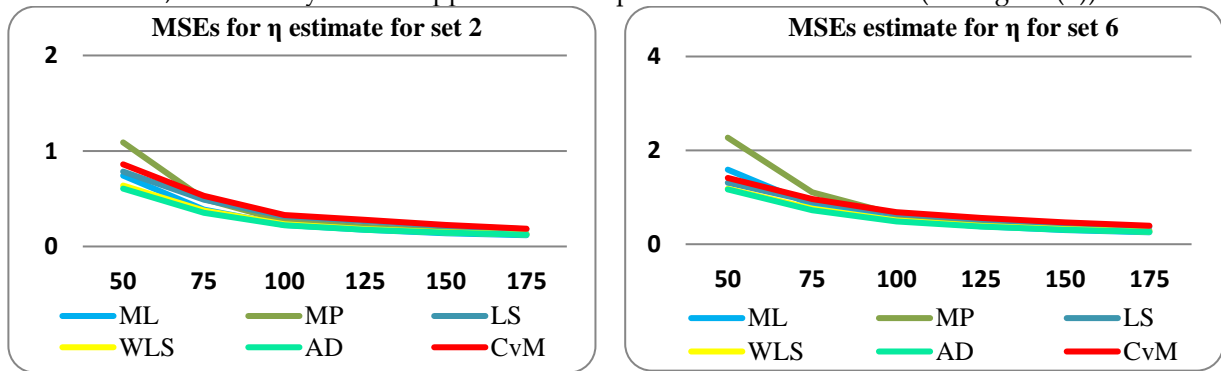 MSEs for η estimate for set 2
2
1
0
50 75 100 125 150 175
ML MP LS
WLS AD CvM
MSEs estimate for η for set 6
4
2
0
50 75 100 125 150 175
ML MP LS
WLS AD CvM